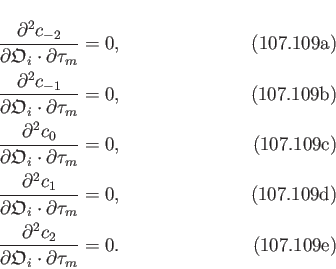 ∂²c₋₂ / ∂𝔒ᵢ · ∂τₘ = 0, (107.109a)
∂²c₋₁ / ∂𝔒ᵢ · ∂τₘ = 0, (107.109b)
∂²c₀ / ∂𝔒ᵢ · ∂τₘ = 0, (107.109c)
∂²c₁ / ∂𝔒ᵢ · ∂τₘ = 0, (107.109d)
∂²c₂ / ∂𝔒ᵢ · ∂τₘ = 0. (107.109e)